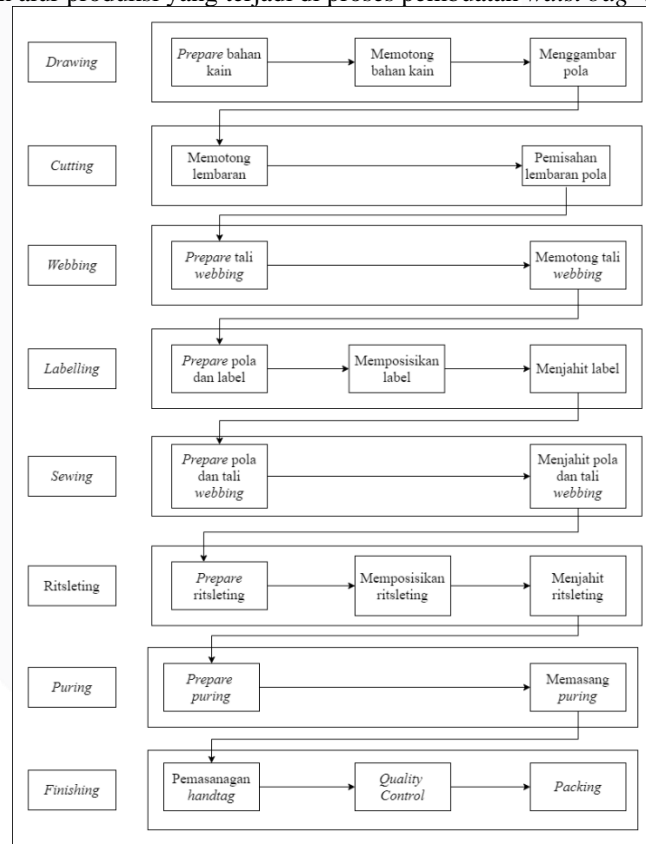 alur produksi yang terjadi di proses pembuatan waist bag
Drawing
Prepare bahan
kain
Memotong
bahan kain
Menggambar
pola
Cutting
Memotong
lembaran
Pemisahan
lembaran pola
Webbing
Prepare tali
webbing
Memotong tali
webbing
Labelling
Prepare pola
dan label
Memposisikan
label
Menjahit label
Sewing
Prepare pola
dan tali
webbing
Menjahit pola
dan tali
webbing
Ritsleting
Prepare
ritsleting
Memposisikan
ritsleting
Menjahit
ritsleting
Puring
Prepare
puring
Memasang
puring
Finishing
Pemasanagan
handtag
Quality
Control
Packing